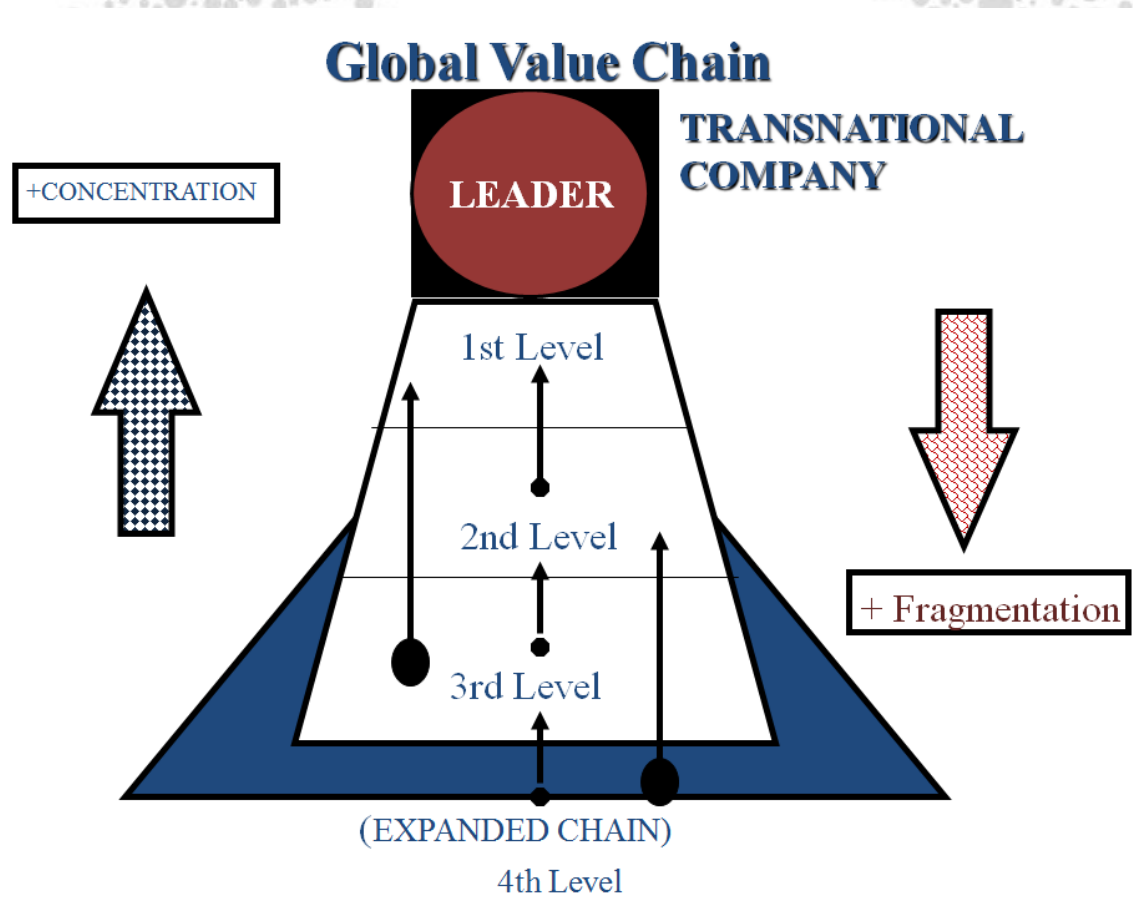 Global Value Chain
TRANSNATIONAL
COMPANY
+CONCENTRATION
LEADER
1st Level
2nd Level
+ Fragmentation
3rd Level
(EXPANDED CHAIN)
4th Level